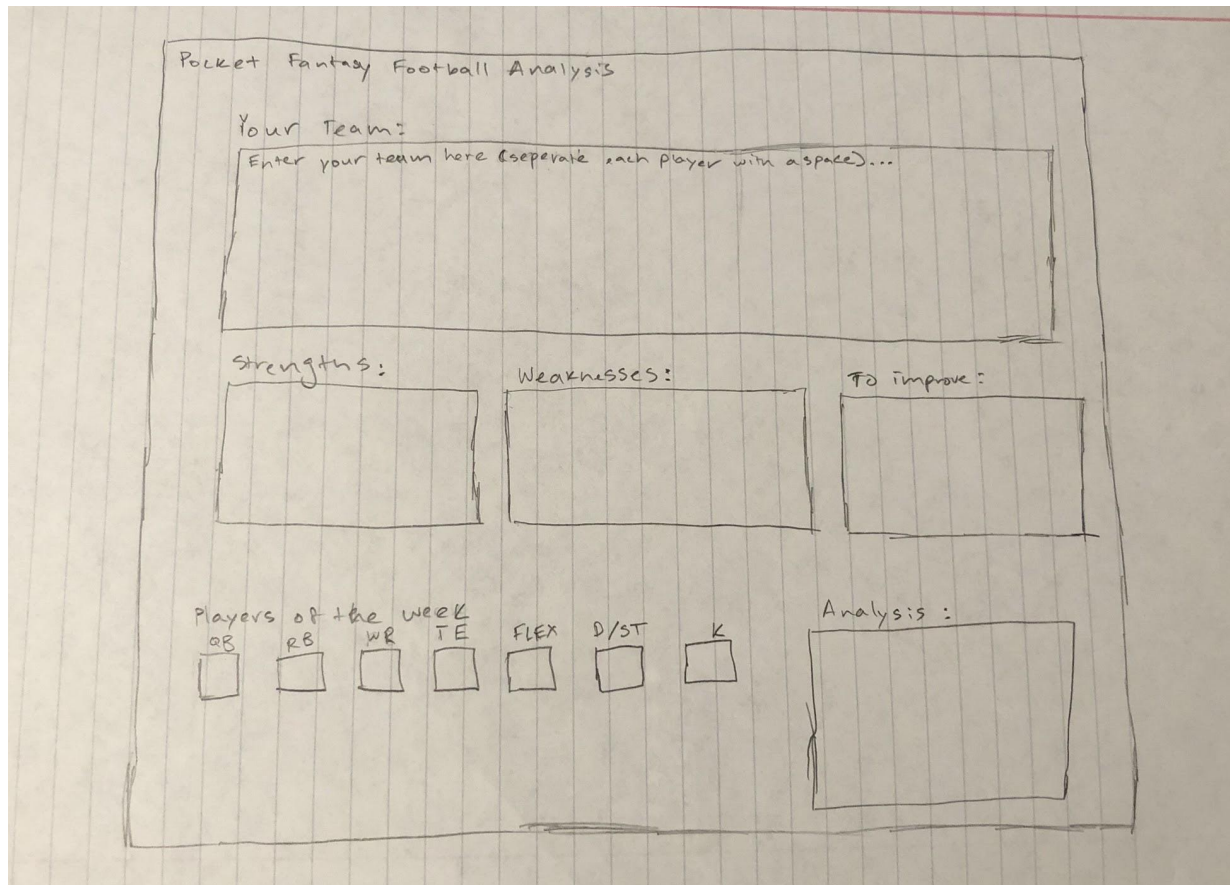 Pocket Fantasy Football Analysis
Your Team:
Enter your team here (seperate each player with a space)...
Strengths:
Weaknesses:
To improve:
Players of the week
QB RB WR TE FLEX D/ST K
Analysis: